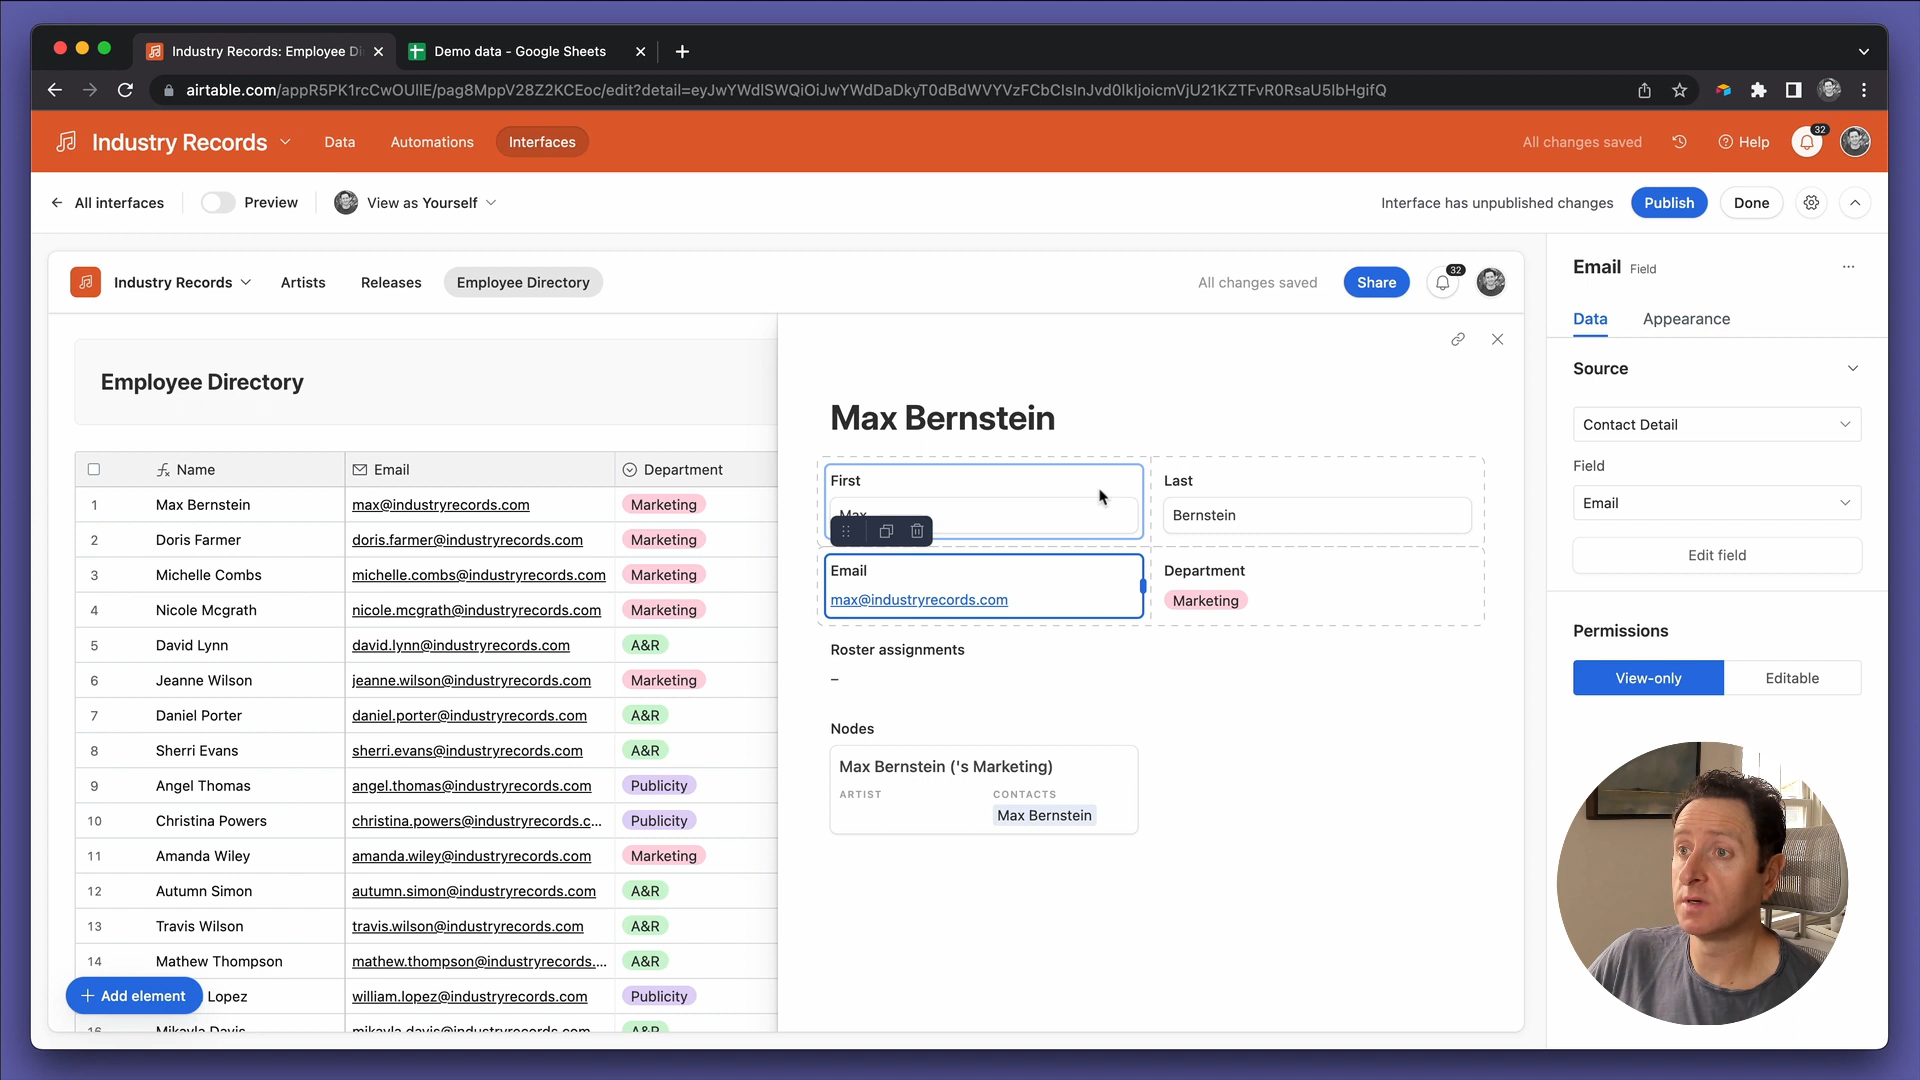 Industry Records: Employee Di
Demo data - Google Sheets
airtable.com/appR5PK1rcCwOUIlE/pag8MppV28Z2KCEoc/edit?detail=eyJwYWdlSWQiOiJwYWdDaDkyT0dBdWVYVzFCbClsInJvd0lkIjoicmVjU21KZTFvR0RsaU5IbHgifQ
Industry Records
Data
Automations
Interfaces
All changes saved
Help
32
All interfaces
Preview
View as Yourself
Interface has unpublished changes
Publish
Done
Industry Records
Artists
Releases
Employee Directory
All changes saved
Share
32
Employee Directory
Name Email Department
1 Max Bernstein max@industryrecords.com Marketing
2 Doris Farmer doris.farmer@industryrecords.com Marketing
3 Michelle Combs michelle.combs@industryrecords.com Marketing
4 Nicole Mcgrath nicole.mcgrath@industryrecords.com Marketing
5 David Lynn david.lynn@industryrecords.com A&R
6 Jeanne Wilson jeanne.wilson@industryrecords.com Marketing
7 Daniel Porter daniel.porter@industryrecords.com A&R
8 Sherri Evans sherri.evans@industryrecords.com A&R
9 Angel Thomas angel.thomas@industryrecords.com Publicity
10 Christina Powers christina.powers@industryrecords.c... Publicity
11 Amanda Wiley amanda.wiley@industryrecords.com Marketing
12 Autumn Simon autumn.simon@industryrecords.com A&R
13 Travis Wilson travis.wilson@industryrecords.com A&R
14 Mathew Thompson mathew.thompson@industryrecords.... A&R
Lopez william.lopez@industryrecords.com Publicity
16 Mikayla Davis mikayla.davis@industryrecords.com A&R
+ Add element
Max Bernstein
First
Max
Last
Bernstein
Email
max@industryrecords.com
Department
Marketing
Roster assignments
–
Nodes
Max Bernstein ('s Marketing)
ARTIST
CONTACTS
Max Bernstein
Email Field
Data
Appearance
Source
Contact Detail
Field
Email
Edit field
Permissions
View-only
Editable